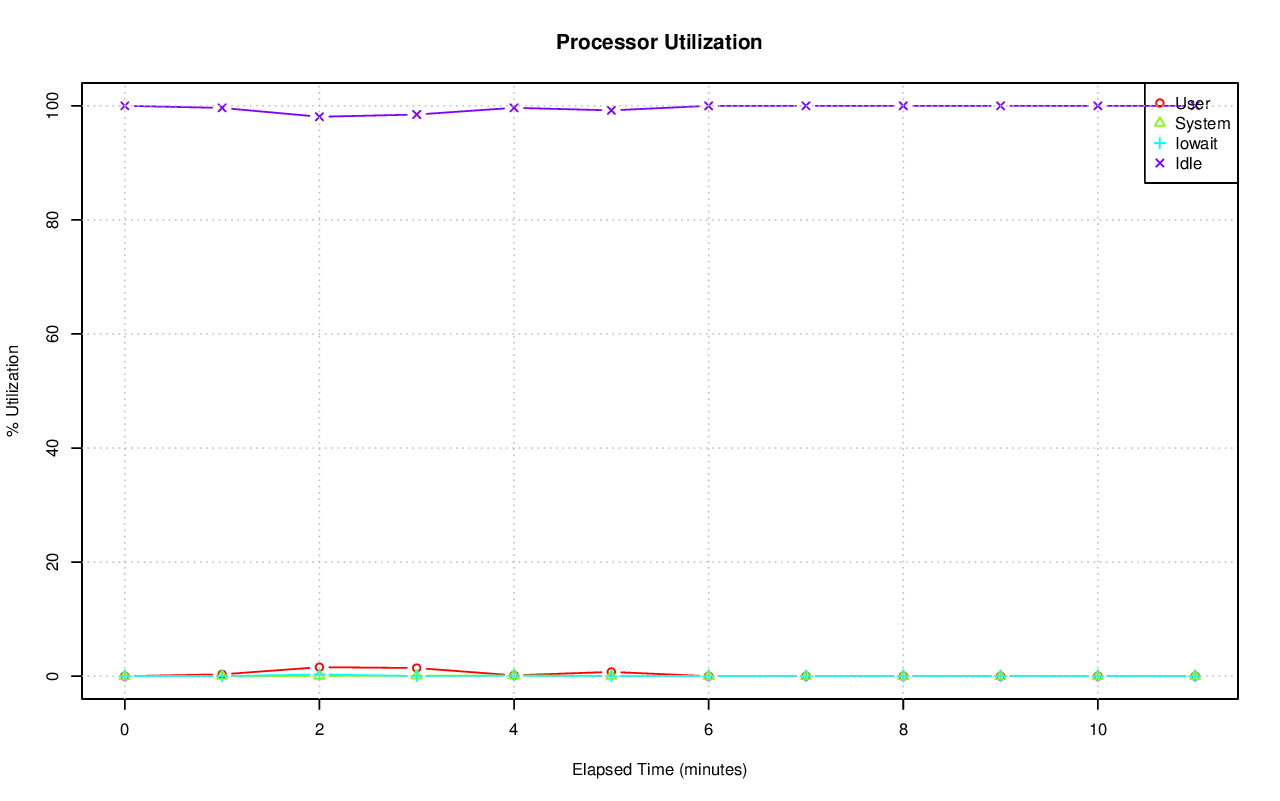 Processor Utilization
% Utilization
100
80
60
40
20
0
User
System
Iowait
Idle
0 2 4 6 8 10
Elapsed Time (minutes)